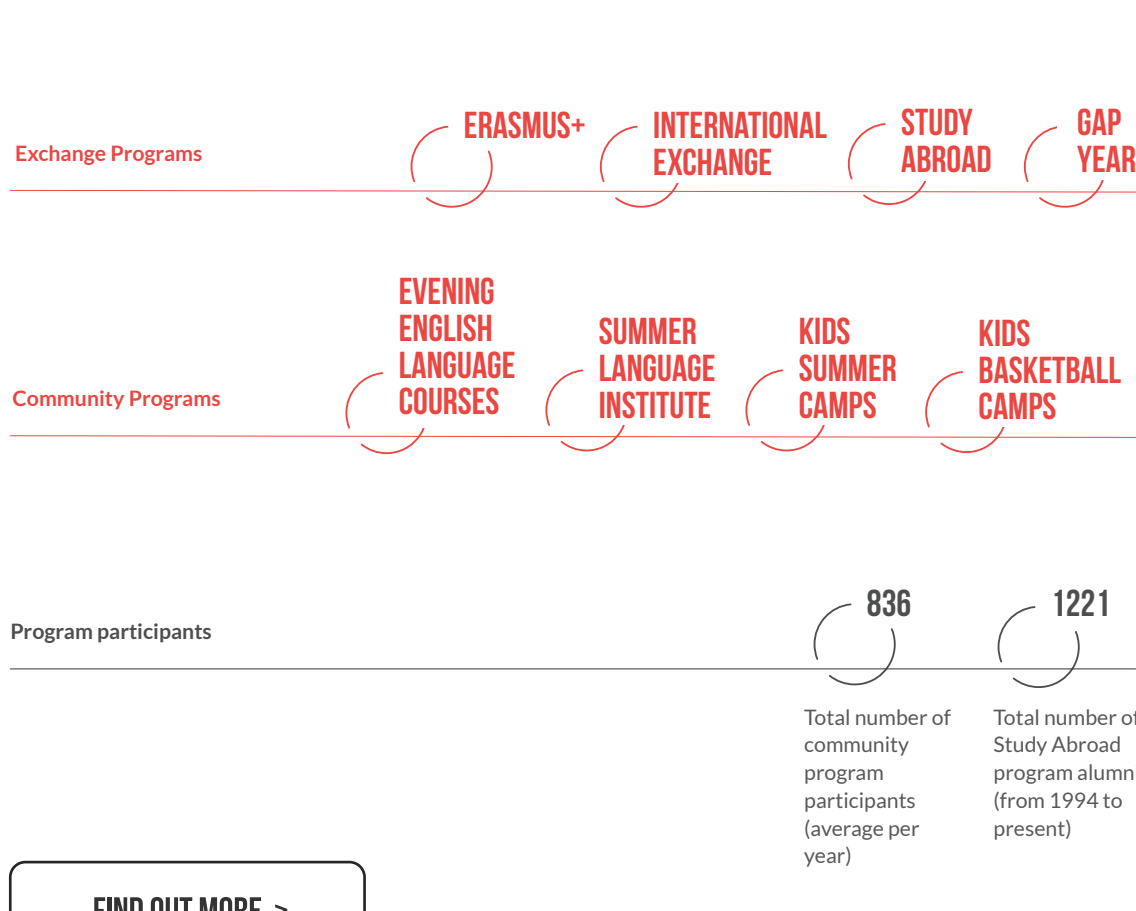 Exchange Programs
ERASMUS+
INTERNATIONAL
EXCHANGE
STUDY
ABROAD
GAP
YEAR
Community Programs
EVENING
ENGLISH
LANGUAGE
COURSES
SUMMER
LANGUAGE
INSTITUTE
KIDS
SUMMER
CAMPS
KIDS
BASKETBALL
CAMPS
Program participants
836
Total number of
community
program
participants
(average per
year)
1221
Total number of
Study Abroad
program alumn
(from 1994 to
present)
FIND OUT MORE >